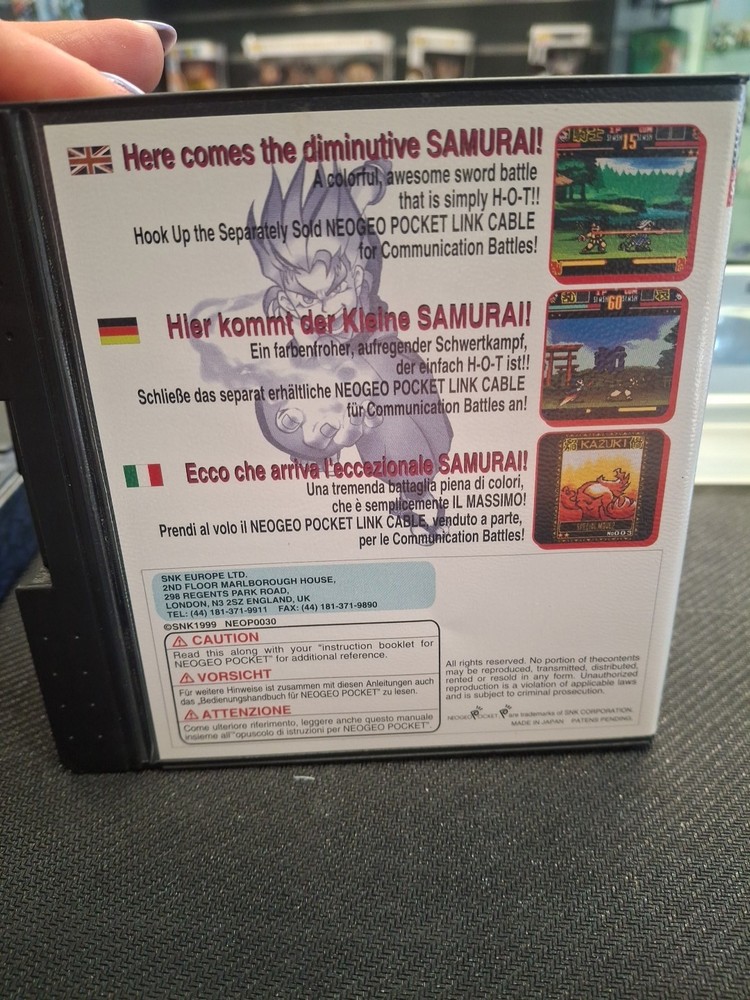 Here comes the diminutive SAMURAI!
A colorful, awesome sword battle
that is simply H-O-T!!
Hook Up the Separately Sold NEOGEO POCKET LINK CABLE
for Communication Battles!
Hier kommt der Kleine SAMURAI!
Ein farbenfroher, aufregender Schwertkampf,
der einfach H-O-T ist!!
Schließe das separat erhältliche NEOGEO POCKET LINK CABLE
für Communication Battles an!
Ecco che arriva l'eccezionale SAMURAI!
Una tremenda battaglia piena di colori,
che è semplicemente IL MASSIMO!
Prendi al volo il NEOGEO POCKET LINK CABLE, venduto a parte,
per le Communication Battles!
15
60
KAZUKI
SPECIAL MOVE!
No003
SNK EUROPE LTD.
2ND FLOOR MARLBOROUGH HOUSE,
298 REGENTS PARK ROAD,
LONDON, N3 2SZ ENGLAND, UK
TEL: (44) 181-371-9911 FAX: (44) 181-371-9890
©SNK1999 NEOP0030
CAUTION
Read this along with your "instruction booklet for
NEOGEO POCKET" for additional reference.
VORSICHT
Für weitere Hinweise ist zusammen mit diesen Anleitungen auch
das „Bedienungshandbuch für NEOGEO POCKET" zu lesen.
ATTENZIONE
Come ulteriore riferimento, leggere anche questo manuale
insieme all'"opuscolo di istruzioni per NEOGEO POCKET".
All rights reserved. No portion of thecontents
may be reproduced, transmitted, distributed,
rented or resold in any form. Unauthorized
reproduction is a violation of applicable laws
and is subject to criminal prosecution.
NEOGEO POCKET, P are trademarks of SNK CORPORATION.
MADE IN JAPAN PATENS PENDING.